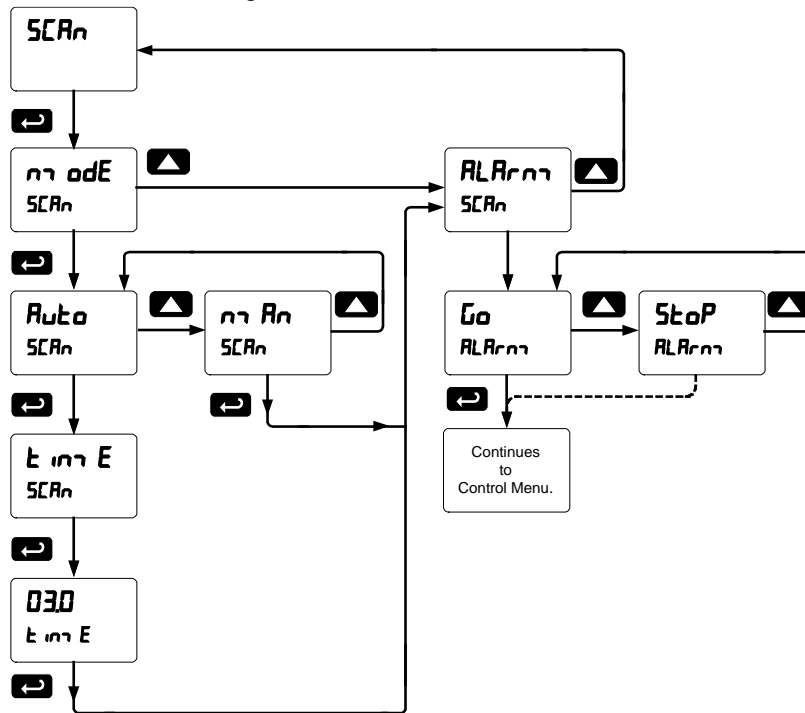 SCAn
modE
SCAn
ALArm
SCAn
Auto
SCAn
mAn
SCAn
Go
ALArm
StoP
ALArm
timE
SCAn
Continues
to
Control Menu.
03.0
timE